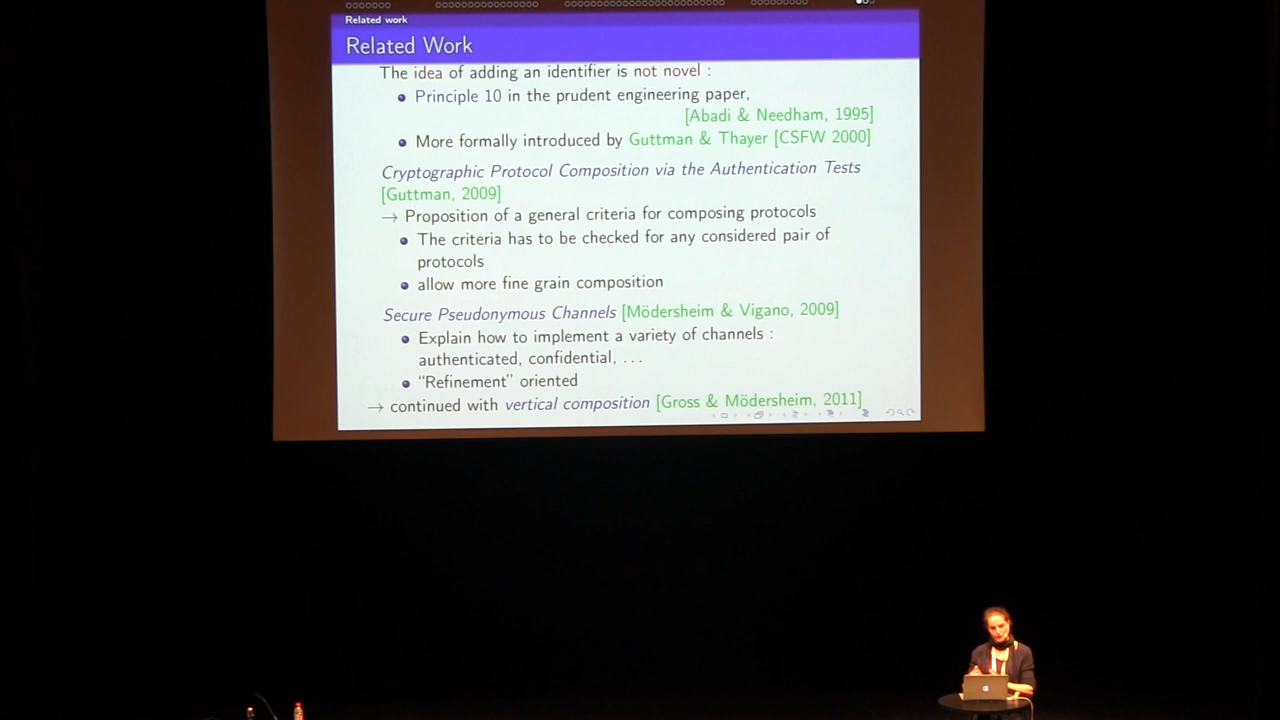 Related work
Related Work
The idea of adding an identifier is not novel :
Principle 10 in the prudent engineering paper,
[Abadi & Needham, 1995]
More formally introduced by Guttman & Thayer [CSFW 2000]
Cryptographic Protocol Composition via the Authentication Tests
[Guttman, 2009]
→ Proposition of a general criteria for composing protocols
The criteria has to be checked for any considered pair of
protocols
allow more fine grain composition
Secure Pseudonymous Channels [Mödersheim & Vigano, 2009]
Explain how to implement a variety of channels :
authenticated, confidential, ...
"Refinement" oriented
→ continued with vertical composition [Gross & Mödersheim, 2011]